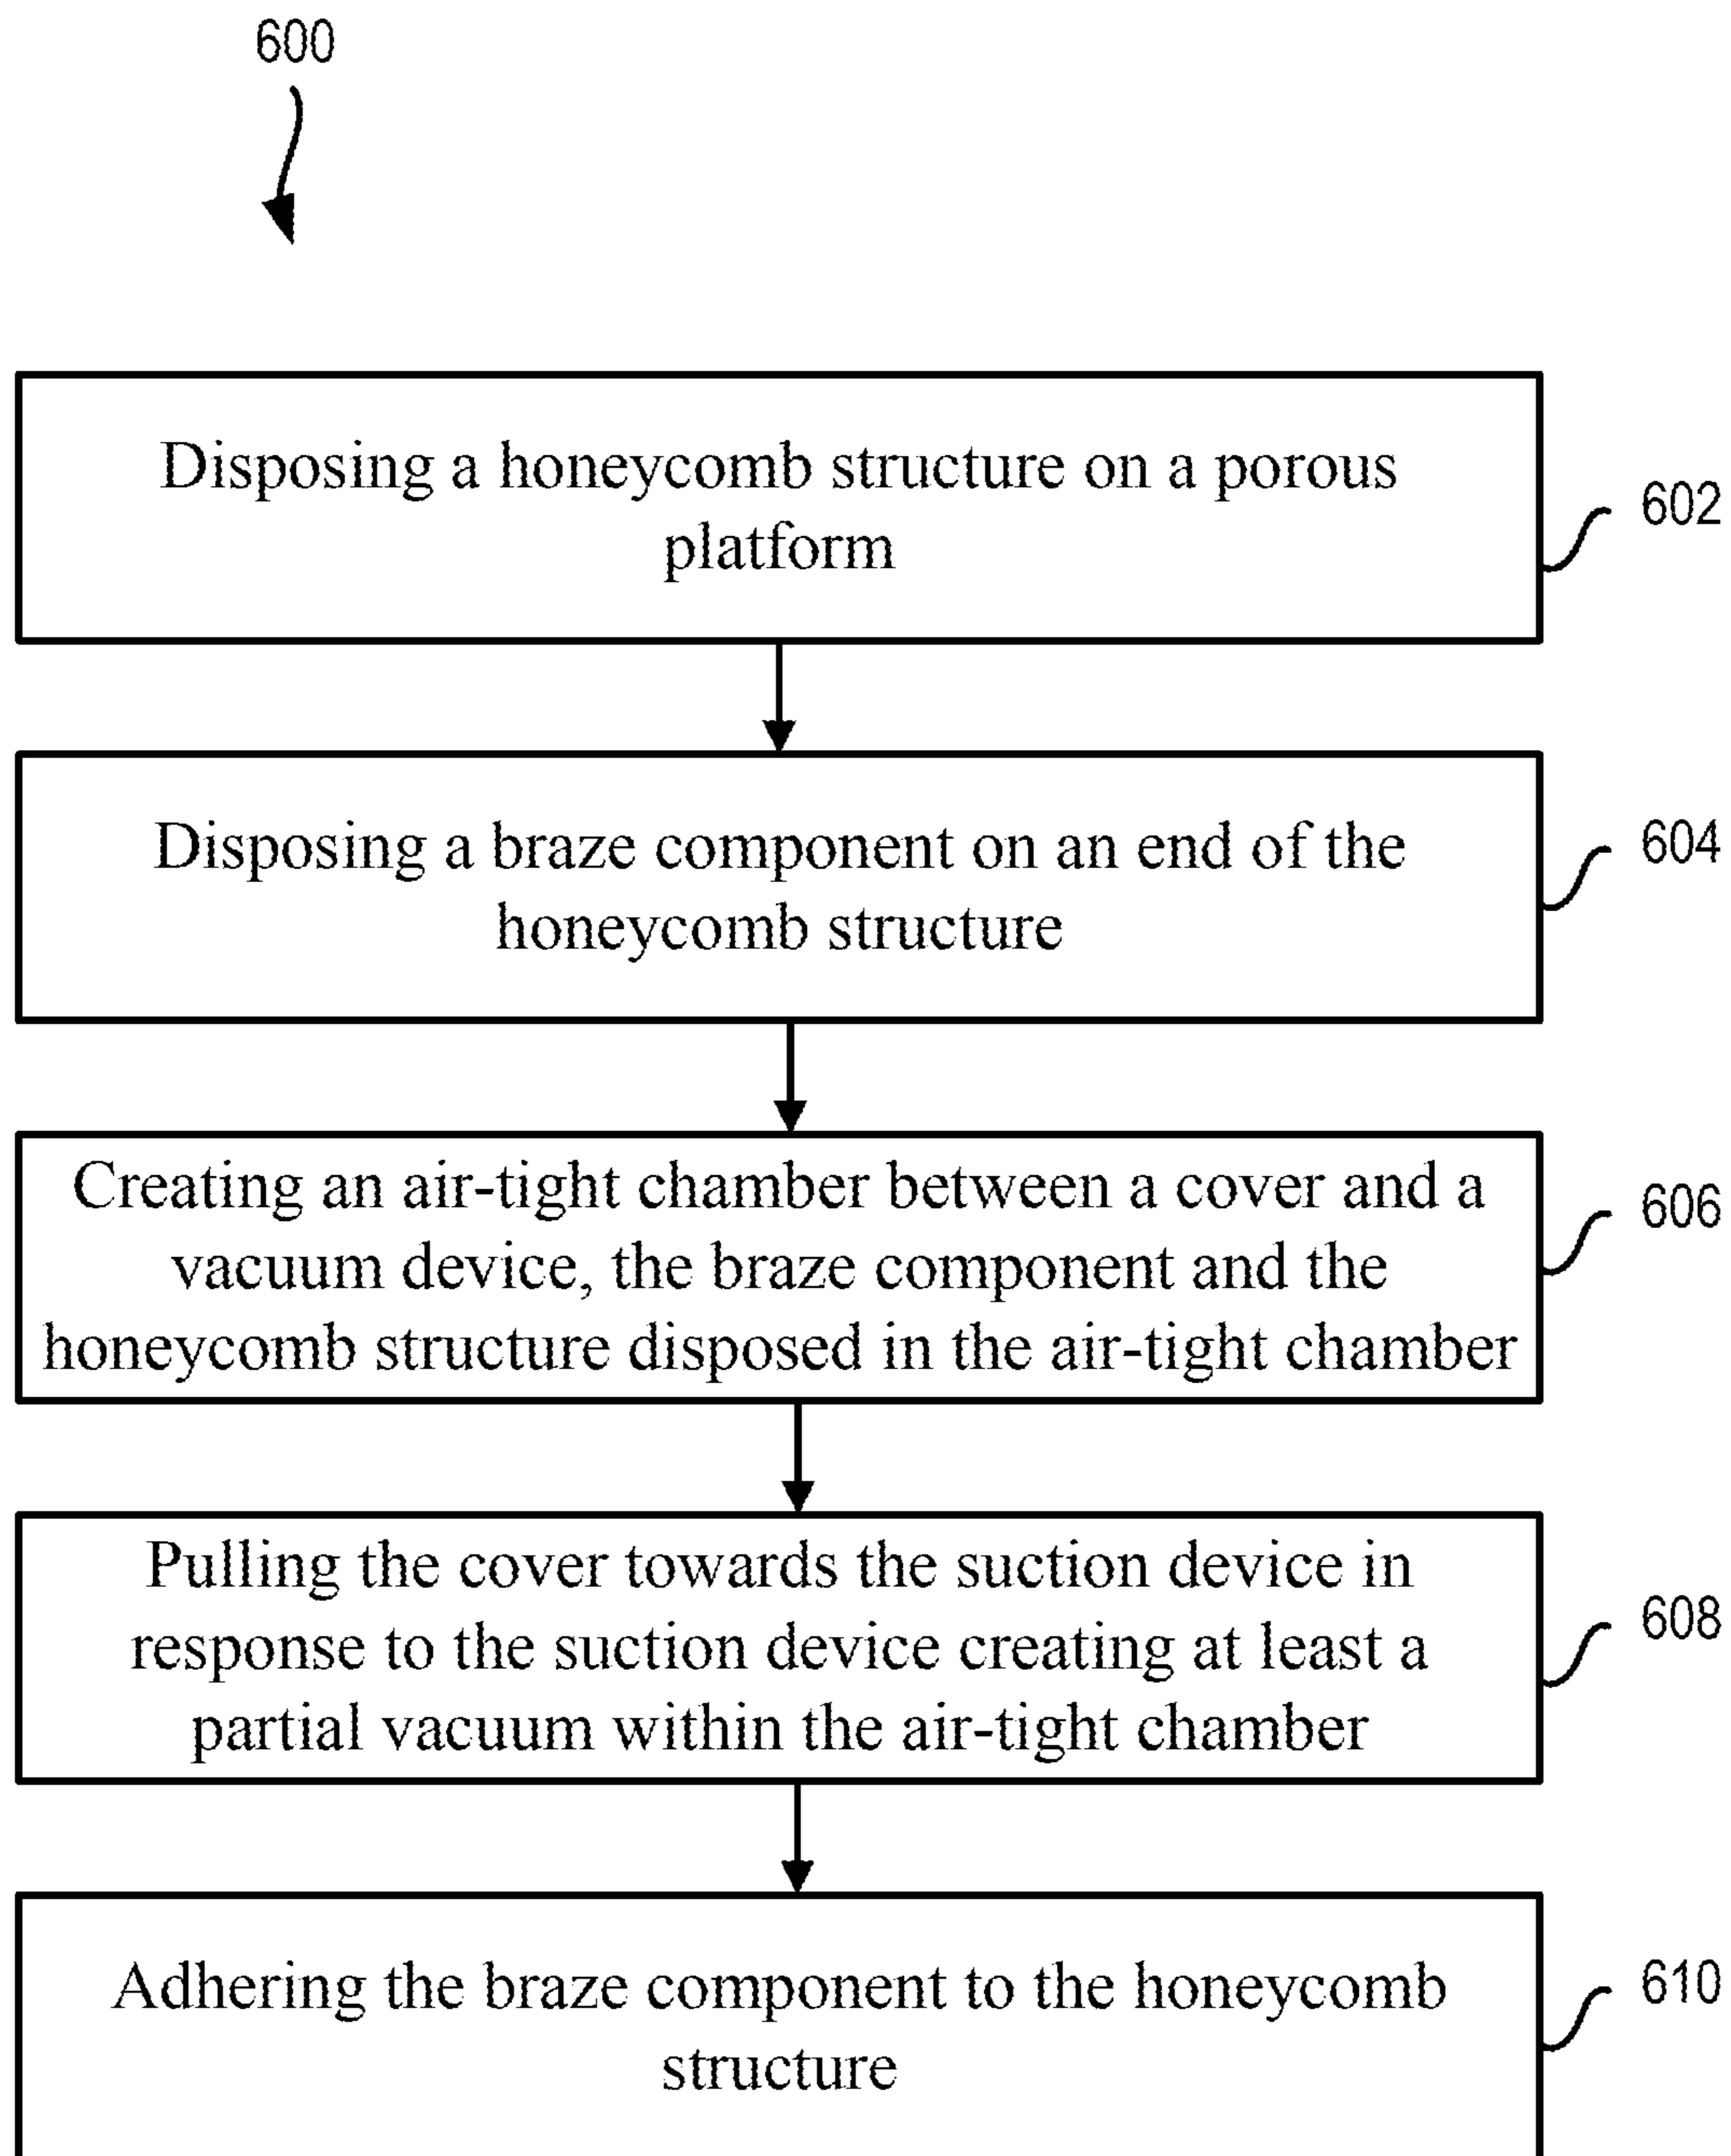 600
Disposing a honeycomb structure on a porous
platform
602
Disposing a braze component on an end of the
honeycomb structure
604
Creating an air-tight chamber between a cover and a
vacuum device, the braze component and the
honeycomb structure disposed in the air-tight chamber
606
Pulling the cover towards the suction device in
response to the suction device creating at least a
partial vacuum within the air-tight chamber
608
Adhering the braze component to the honeycomb
structure
610